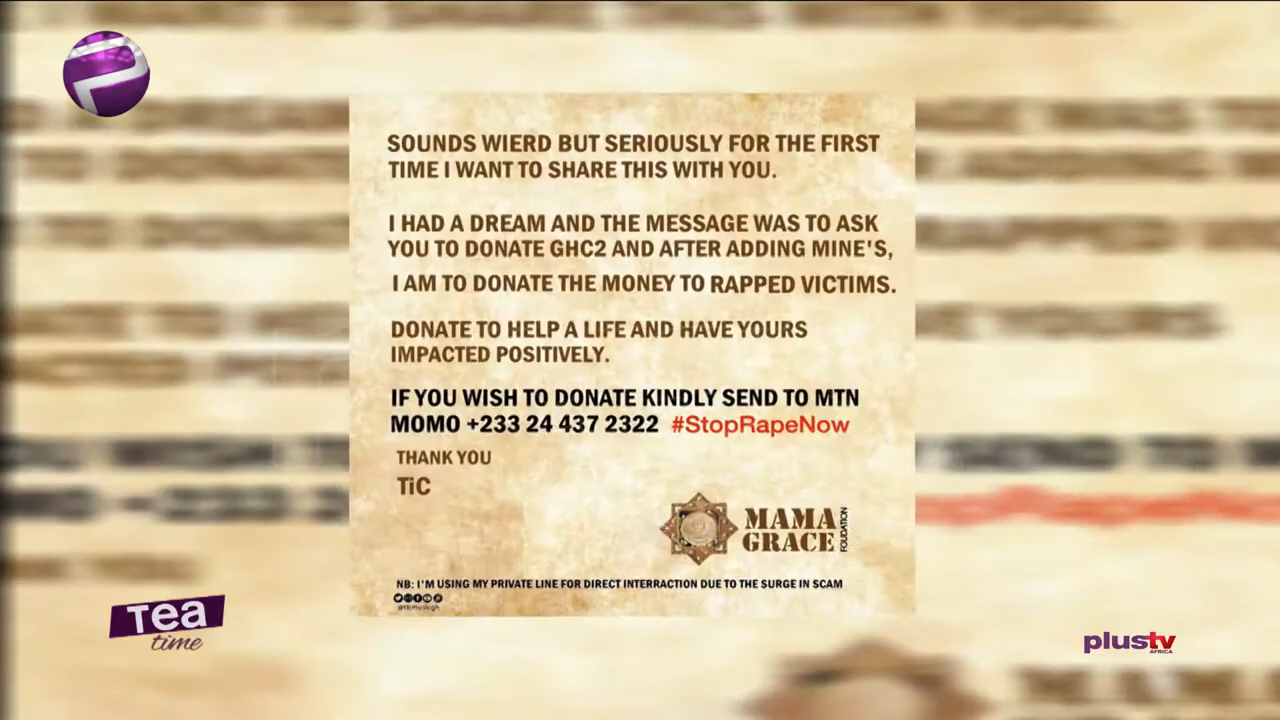 SOUNDS WIERD BUT SERIOUSLY FOR THE FIRST
TIME I WANT TO SHARE THIS WITH YOU.
I HAD A DREAM AND THE MESSAGE WAS TO ASK
YOU TO DONATE GHC2 AND AFTER ADDING MINE'S,
I AM TO DONATE THE MONEY TO RAPPED VICTIMS.
DONATE TO HELP A LIFE AND HAVE YOURS
IMPACTED POSITIVELY.
IF YOU WISH TO DONATE KINDLY SEND TO MTN
MOMO +233 24 437 2322 #StopRapeNow
THANK YOU
TiC
MAMA
GRACE
FOUDATION
NB: I'M USING MY PRIVATE LINE FOR DIRECT INTERRACTION DUE TO THE SURGE IN SCAM
@ticmusicgh
Tea
time
plustv
AFRICA